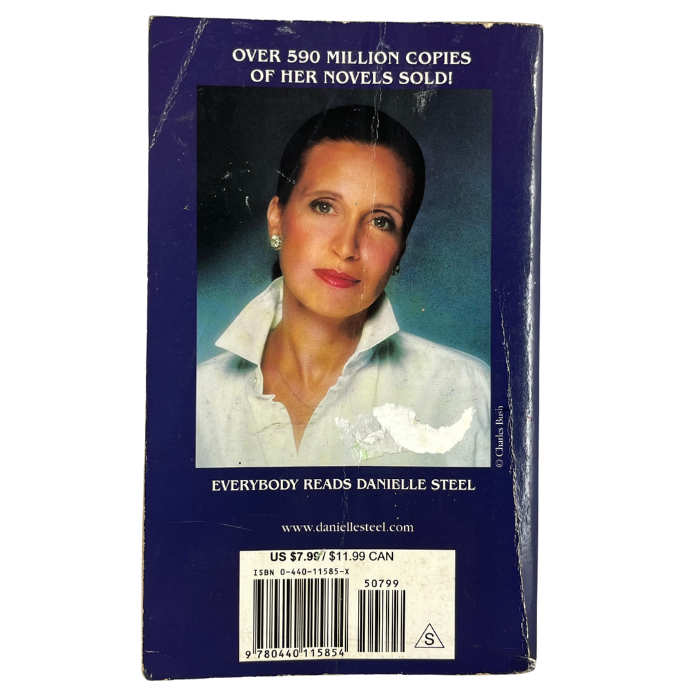 OVER 590 MILLION COPIES
OF HER NOVELS SOLD!
© Charles Bush
EVERYBODY READS DANIELLE STEEL
www.daniellesteel.com
US $7.99 / $11.99 CAN
ISBN 0-440-11585-X
50799
9 780440 115854
S